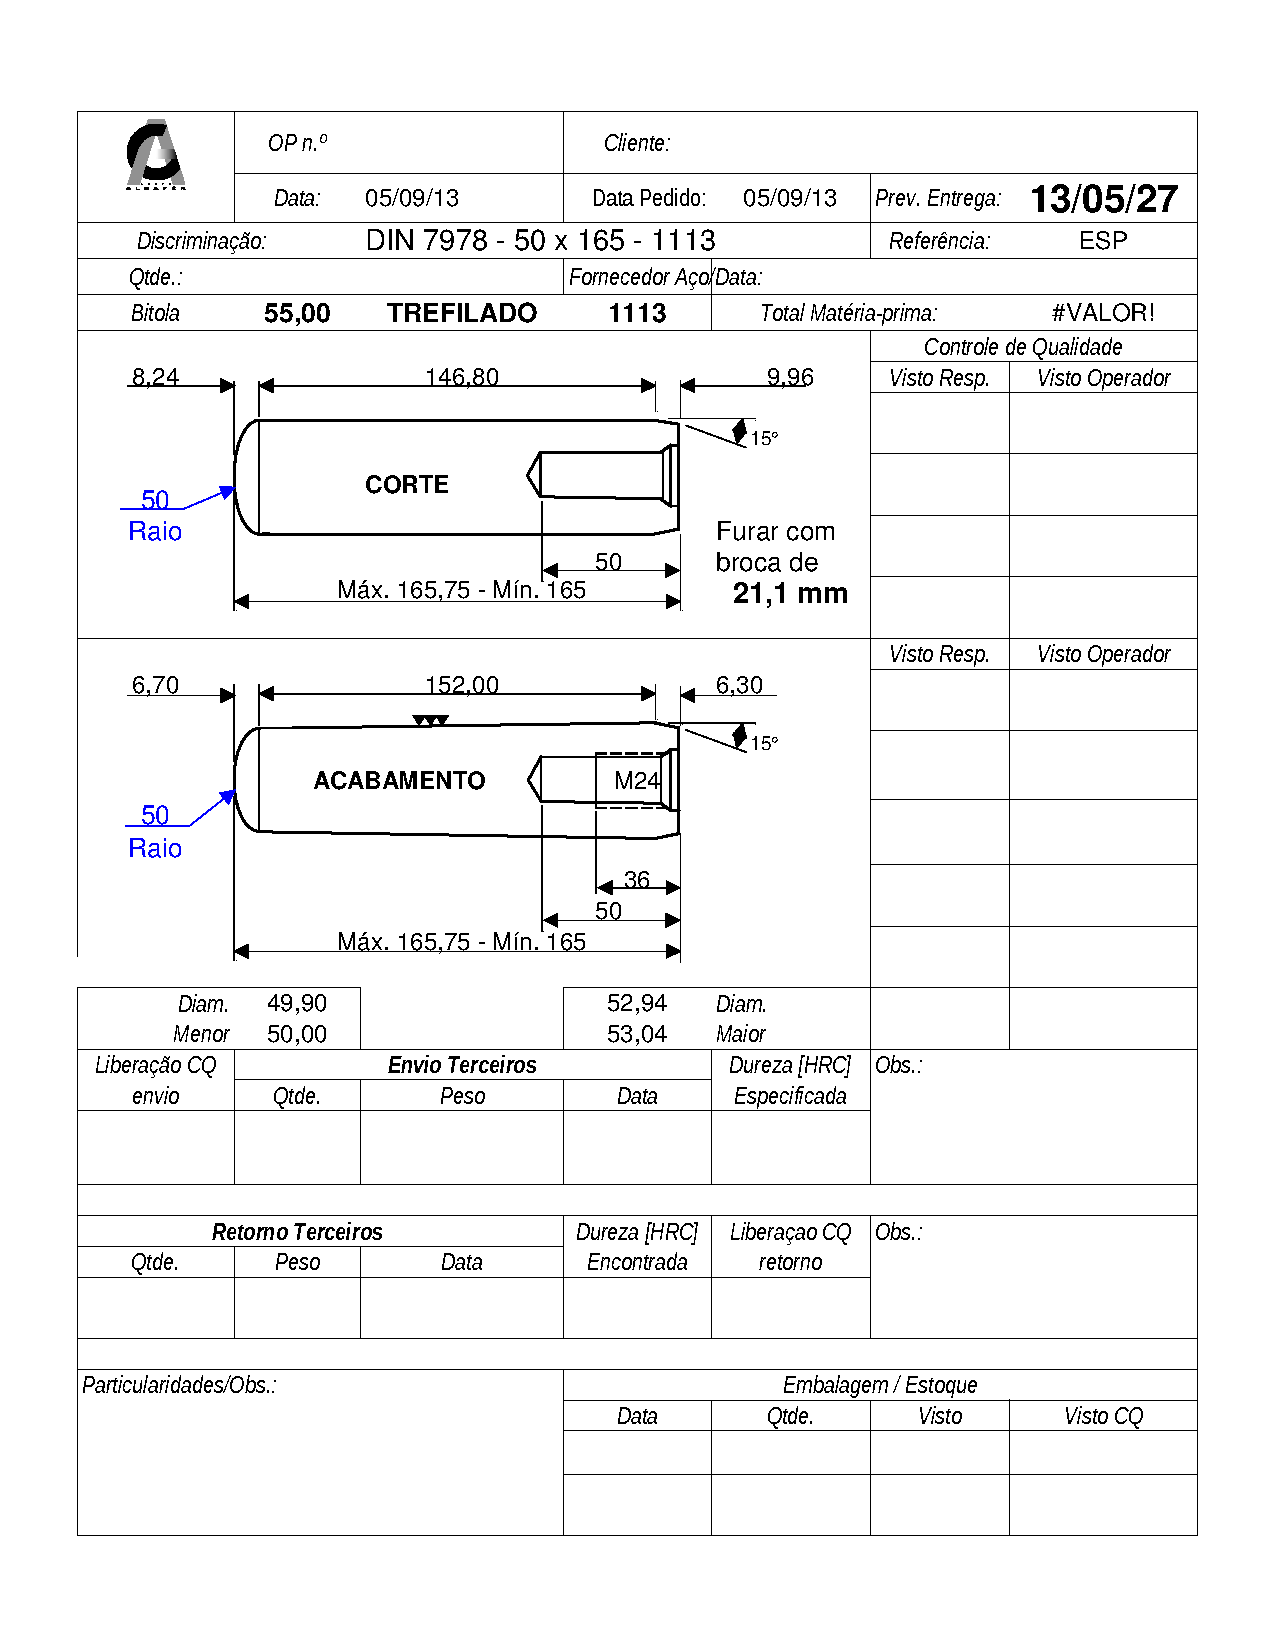 OP n.º Cliente:
Data: 05/09/13 Data Pedido: 05/09/13 Prev. Entrega: 13/05/27
Discriminação: DIN 7978 - 50 x 165 - 1113 Referência: ESP
Qtde.: Fornecedor Aço/Data:
Bitola 55,00 TREFILADO 1113 Total Matéria-prima: #VALOR!
Controle de Qualidade
8,24 146,80 9,96 Visto Resp. Visto Operador
15°
CORTE
50
Raio Furar com
50 broca de
Máx. 165,75 - Mín. 165 21,1 mm
Visto Resp. Visto Operador
6,70 152,00 6,30
15°
ACABAMENTO M24
50
Raio
36
50
Máx. 165,75 - Mín. 165
Diam. 49,90 52,94 Diam.
Menor 50,00 53,04 Maior
Liberação CQ Envio Terceiros Dureza [HRC] Obs.:
envio Qtde. Peso Data Especificada
Retorno Terceiros Dureza [HRC] Liberaçao CQ Obs.:
Qtde. Peso Data Encontrada retorno
Particularidades/Obs.: Embalagem / Estoque
Data Qtde. Visto Visto CQ